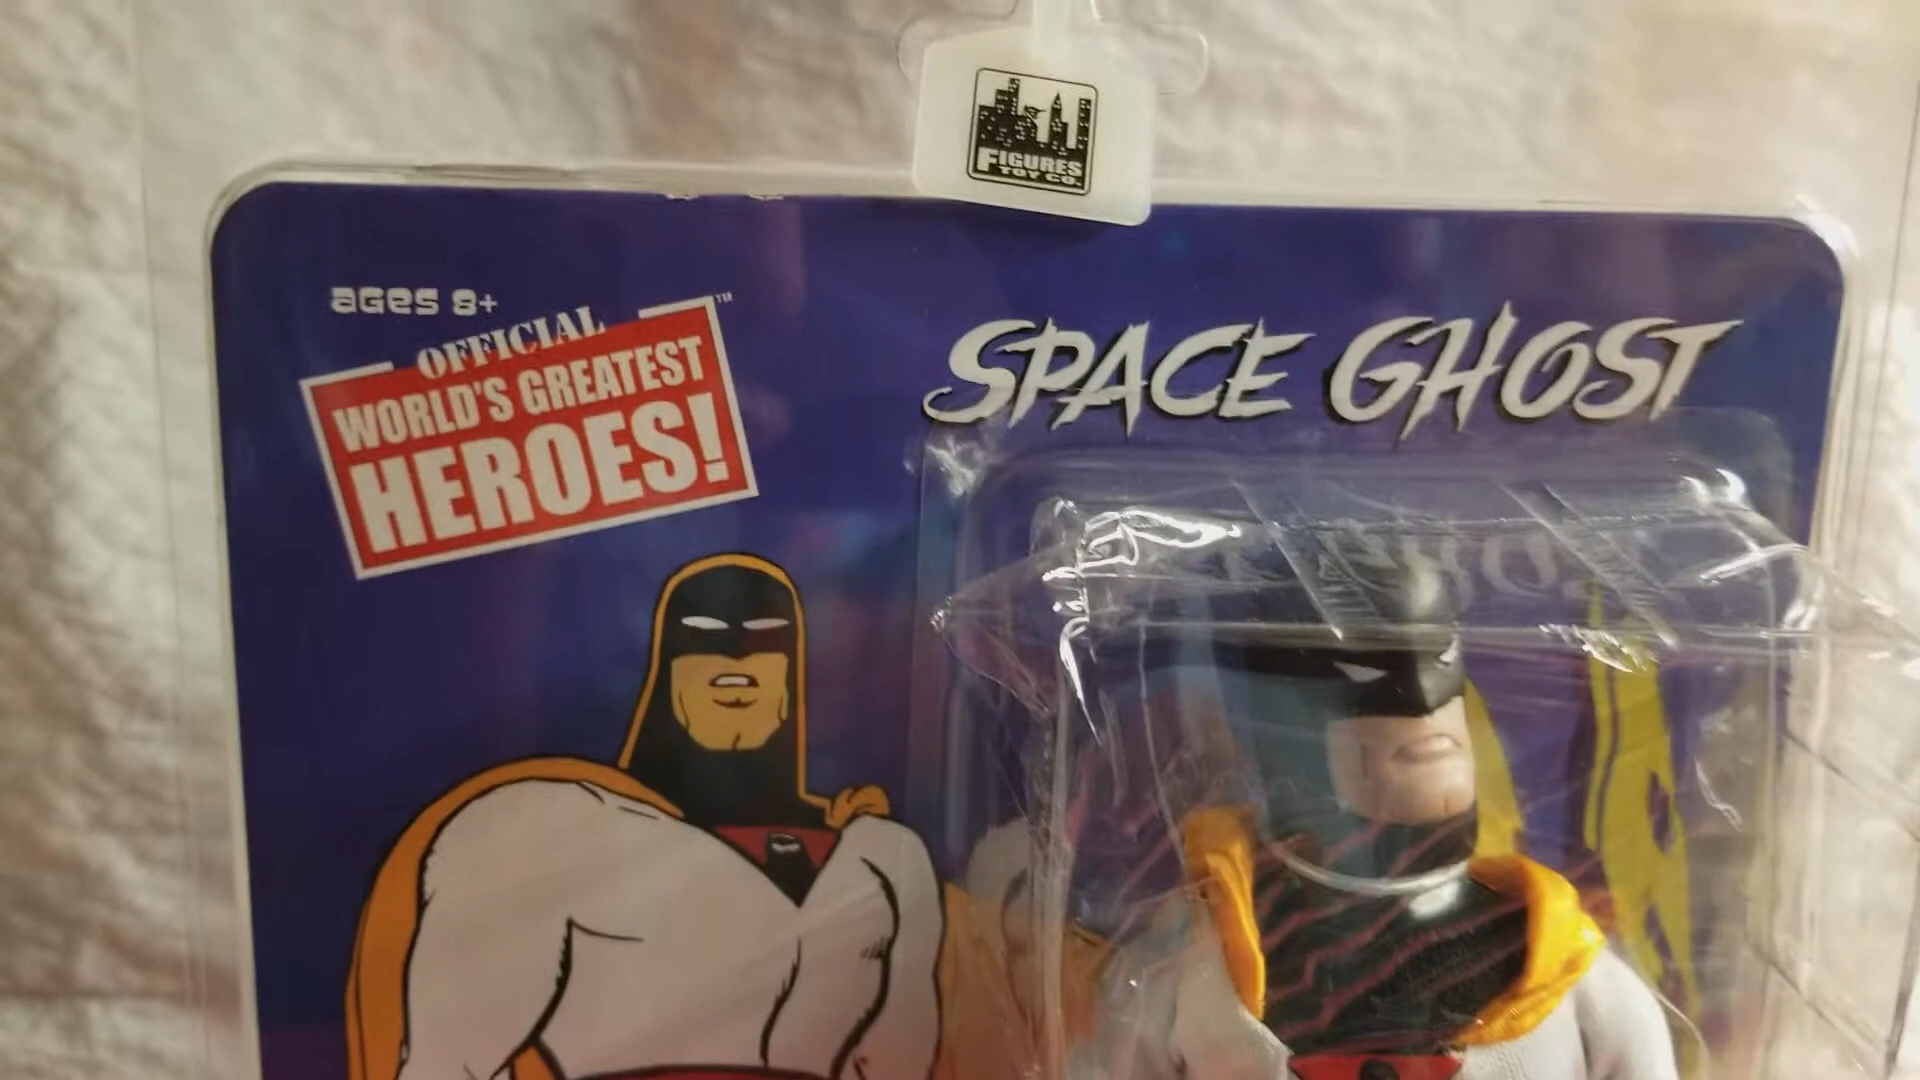 FIGURES
TOY CO.
AGES 8+
OFFICIAL
WORLD'S GREATEST
HEROES!
™
SPACE GHOST